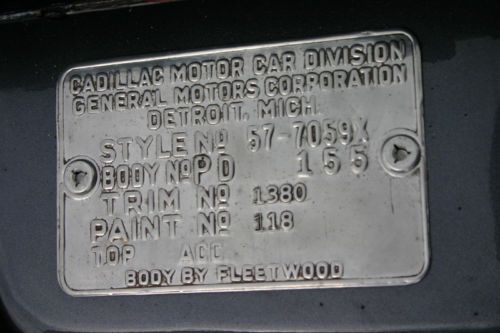 CADILLAC MOTOR CAR DIVISION
GENERAL MOTORS CORPORATION
DETROIT, MICH.
STYLE Nº 57-7059X
BODY Nº PD 155
TRIM Nº 1380
PAINT Nº 118
TOP ACC
BODY BY FLEETWOOD